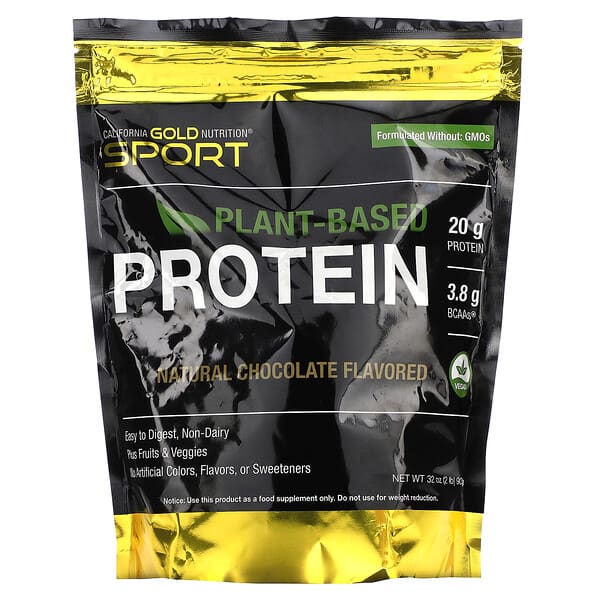 CALIFORNIA GOLD NUTRITION®
SPORT
Formulated Without: GMOs
PLANT-BASED
PROTEIN
NATURAL CHOCOLATE FLAVORED
20 g
PROTEIN
3.8 g
BCAAs
VEGAN
Easy to Digest, Non-Dairy
Plus Fruits & Veggies
No Artificial Colors, Flavors, or Sweeteners
NET WT 32 oz (2 lb)
Notice: Use this product as a food supplement only. Do not use for weight reduction.